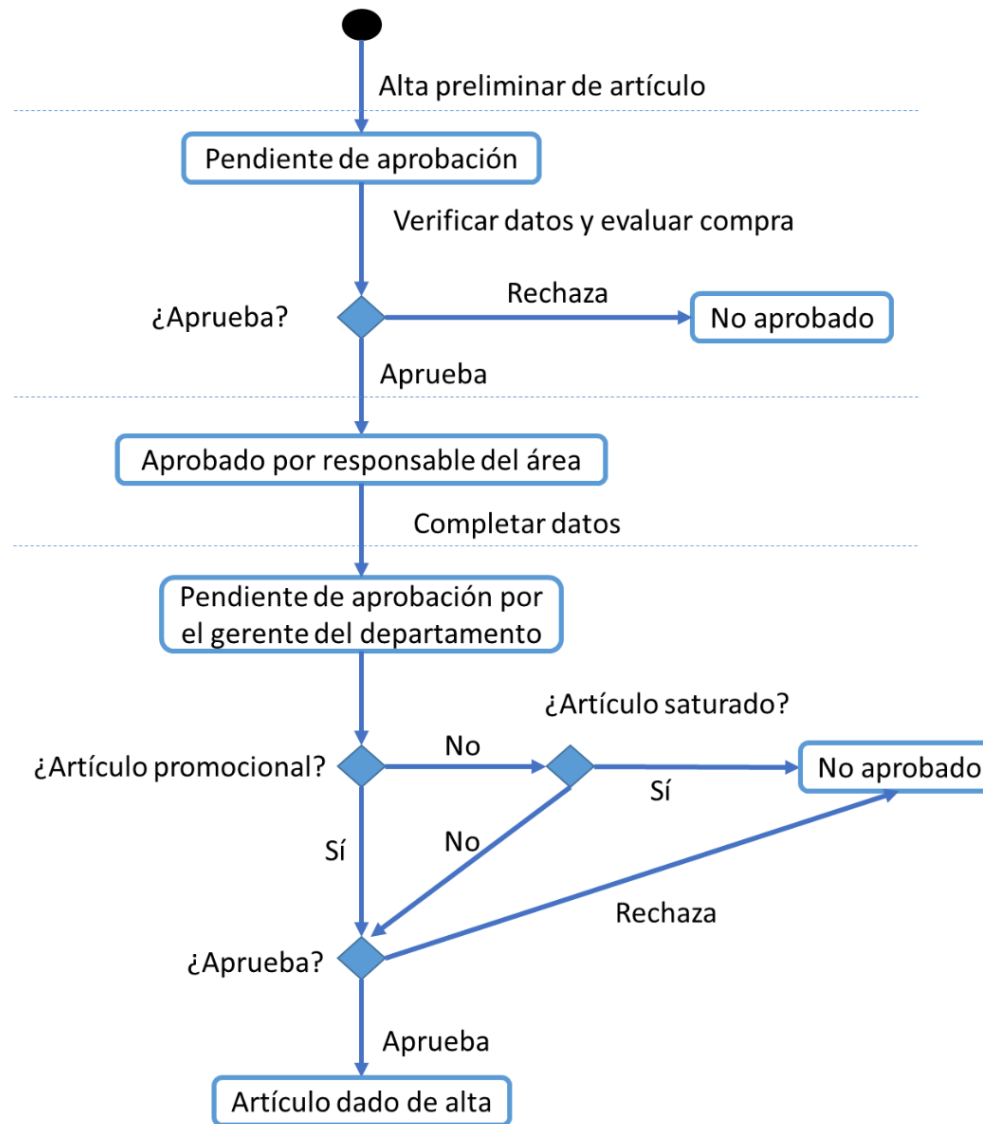 Alta preliminar de artículo
Pendiente de aprobación
Verificar datos y evaluar compra
Rechaza
¿Aprueba?
No aprobado
Aprueba
Aprobado por responsable del área
Completar datos
Pendiente de aprobación por
el gerente del departamento
¿Artículo saturado?
No
¿Artículo promocional?
No aprobado
Sí
No
Sí
Rechaza
¿Aprueba?
Aprueba
Artículo dado de alta